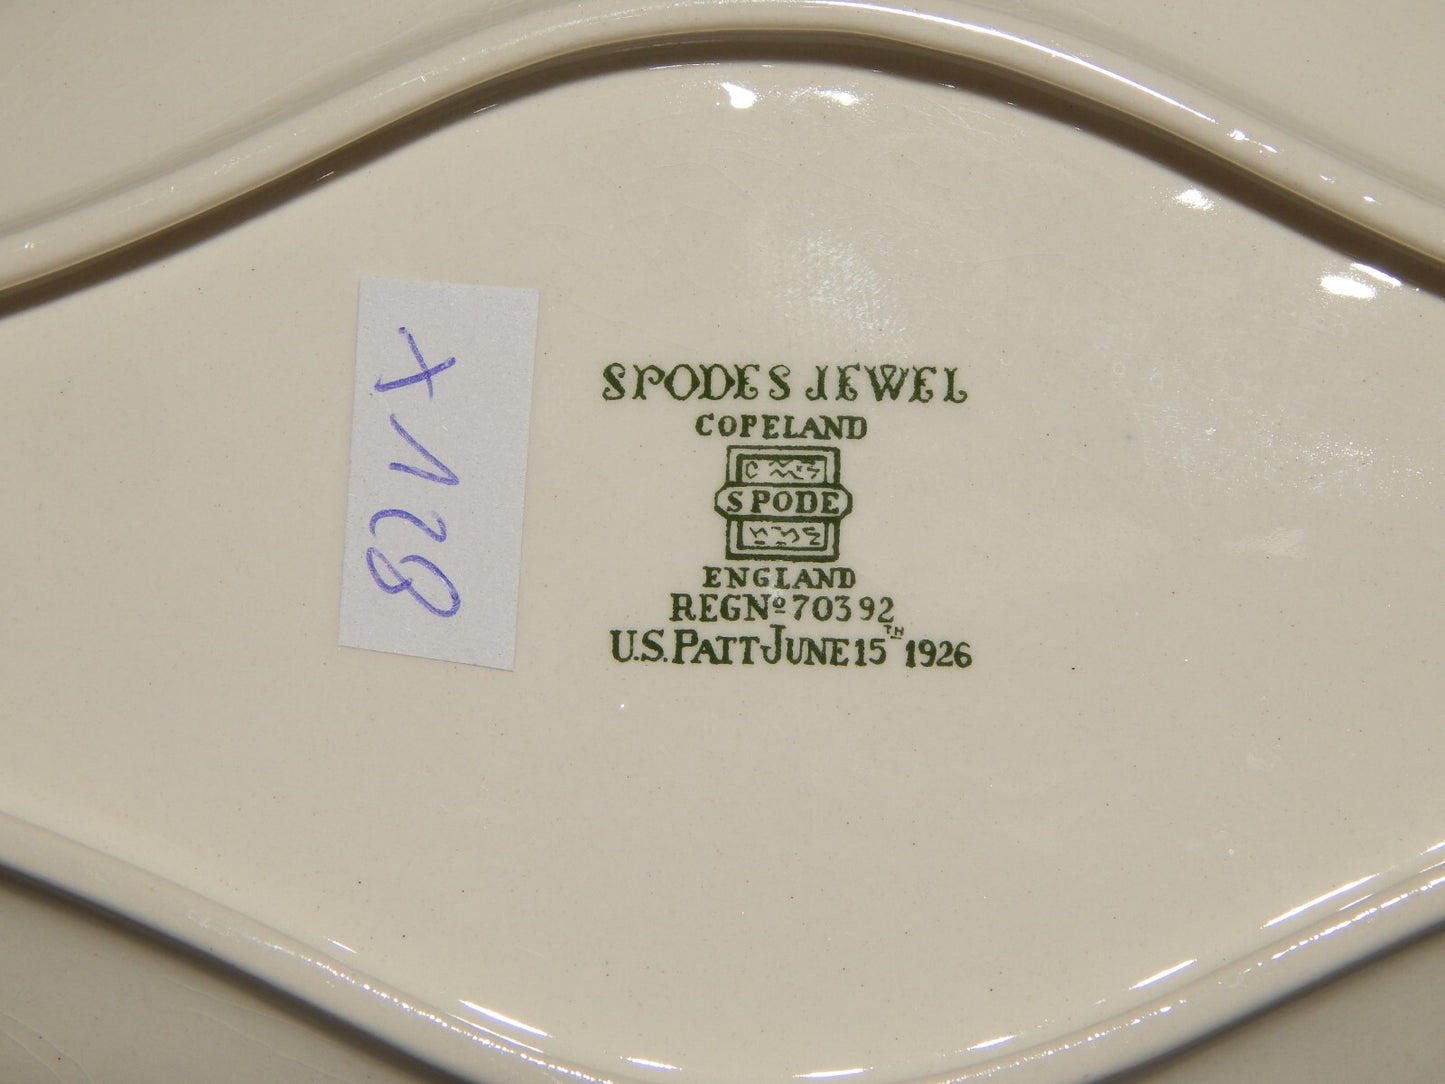 X128
SPODES JEWEL
COPELAND
SPODE
ENGLAND
REGNº 70392
U.S. PATT JUNE 15TH 1926